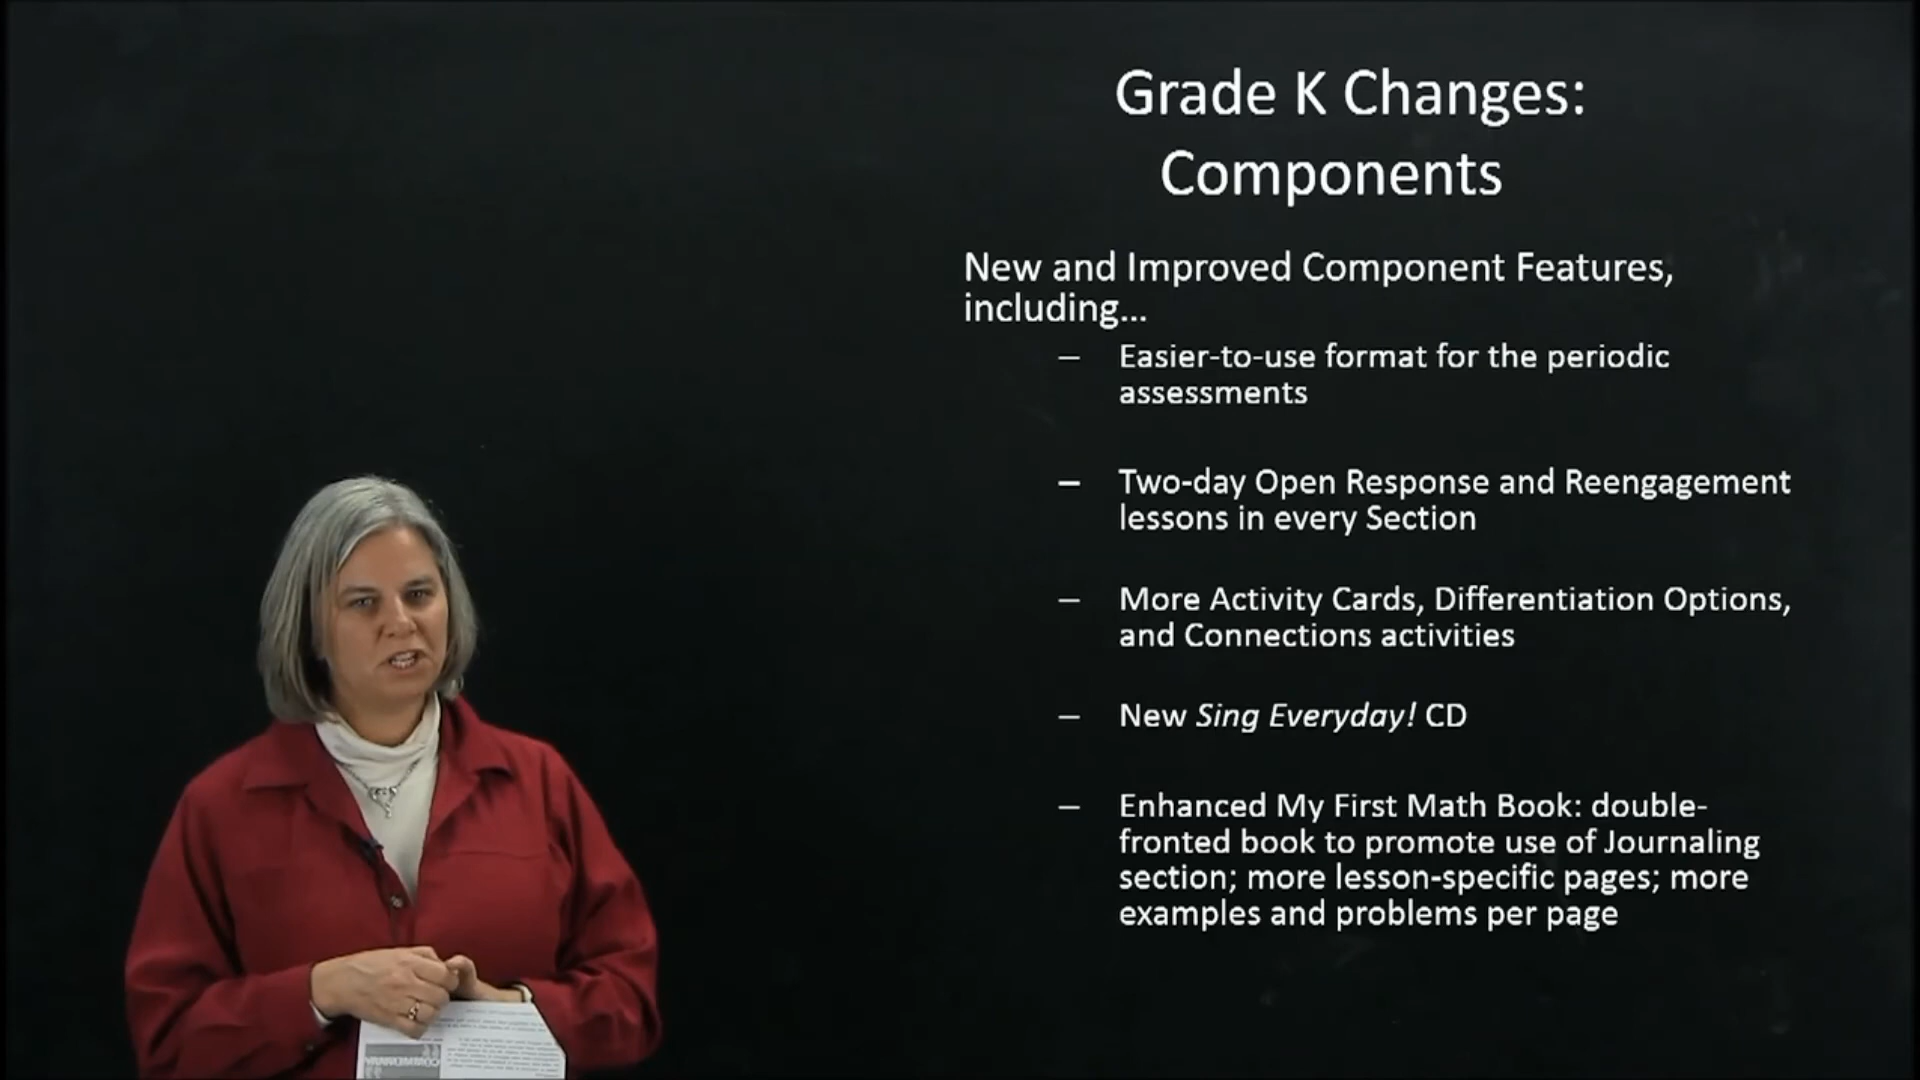 Grade K Changes:
Components
New and Improved Component Features,
including...
– Easier-to-use format for the periodic
assessments
– Two-day Open Response and Reengagement
lessons in every Section
– More Activity Cards, Differentiation Options,
and Connections activities
– New Sing Everyday! CD
– Enhanced My First Math Book: double-
fronted book to promote use of Journaling
section; more lesson-specific pages; more
examples and problems per page